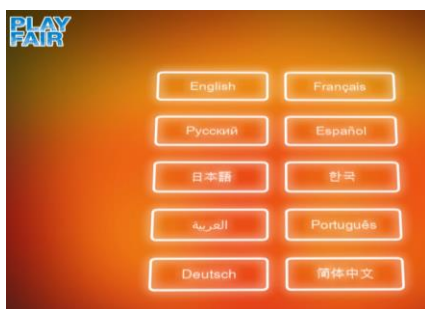 PLAY
FAIR
English
Français
Русский
Español
日本語
한국
العربية
Português
Deutsch
简体中文